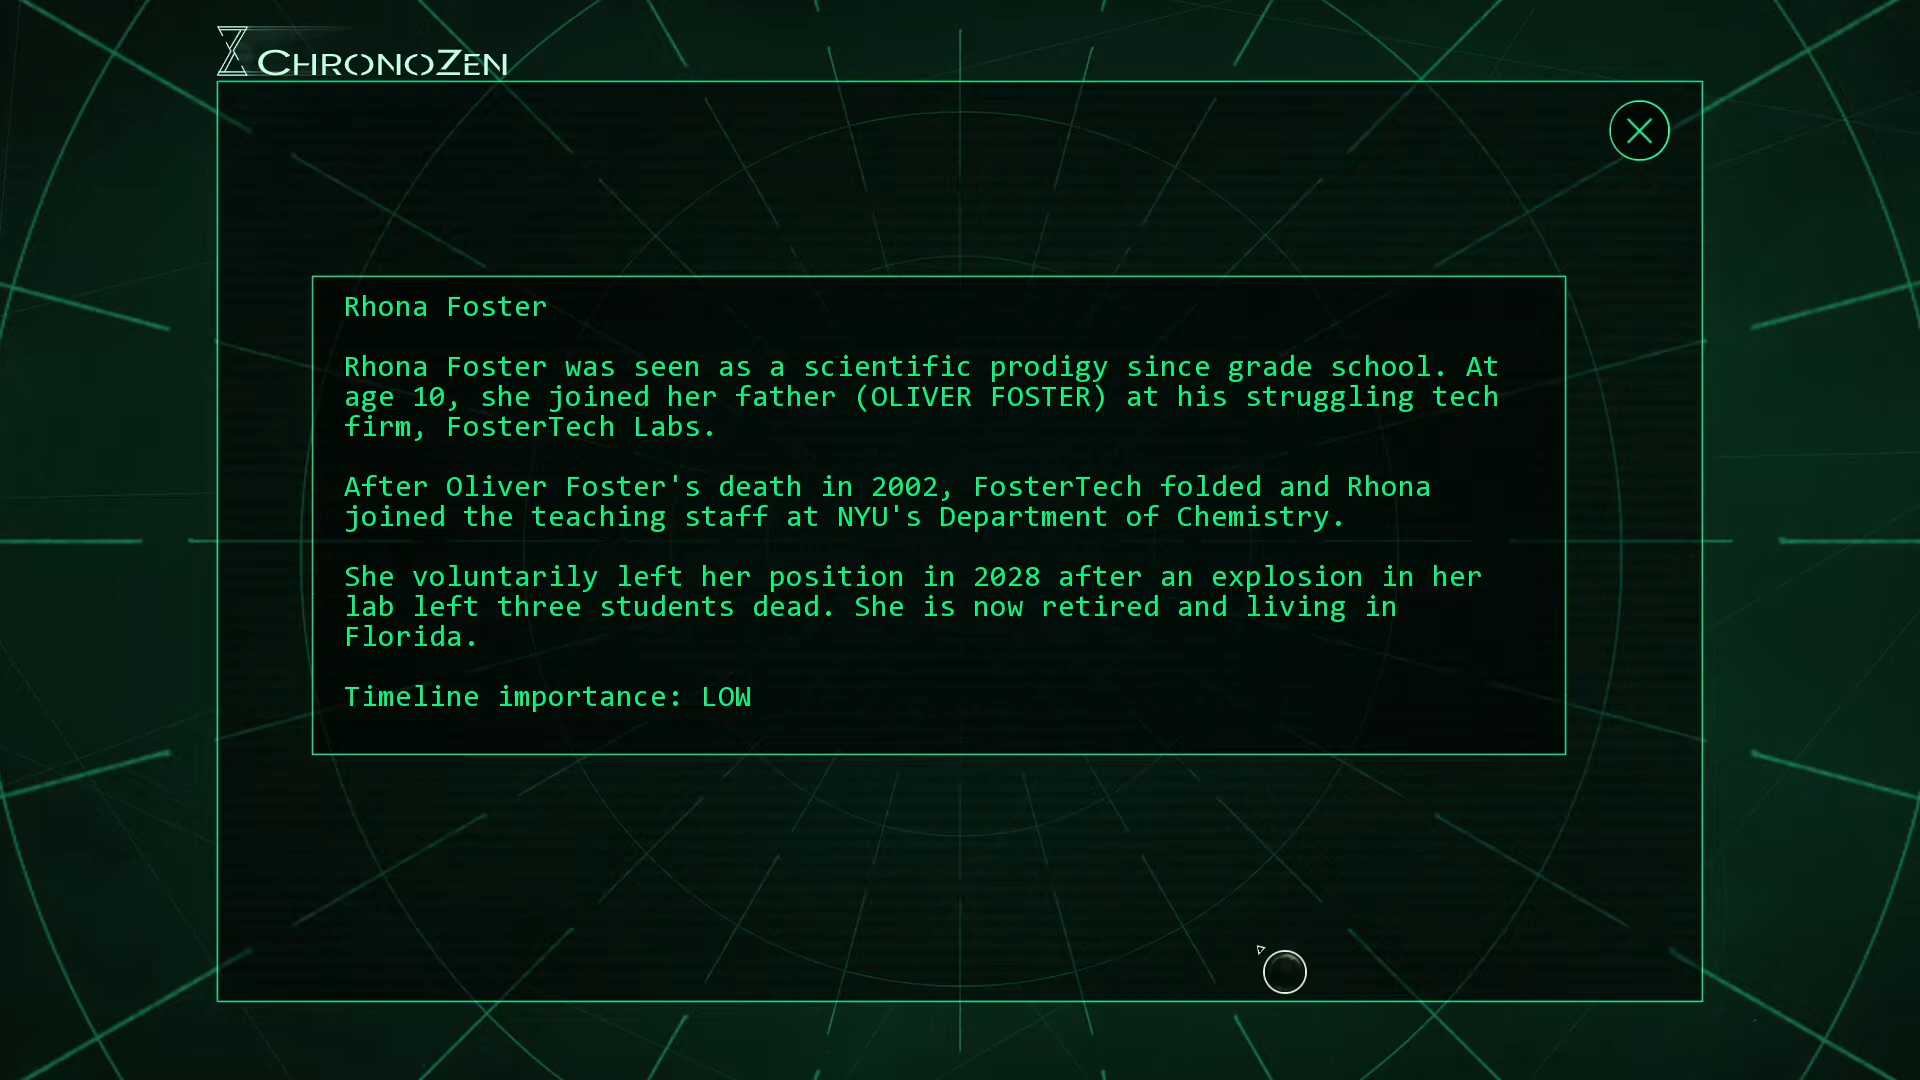 ChronoZen
Rhona Foster
Rhona Foster was seen as a scientific prodigy since grade school. At
age 10, she joined her father (OLIVER FOSTER) at his struggling tech
firm, FosterTech Labs.
After Oliver Foster's death in 2002, FosterTech folded and Rhona
joined the teaching staff at NYU's Department of Chemistry.
She voluntarily left her position in 2028 after an explosion in her
lab left three students dead. She is now retired and living in
Florida.
Timeline importance: LOW